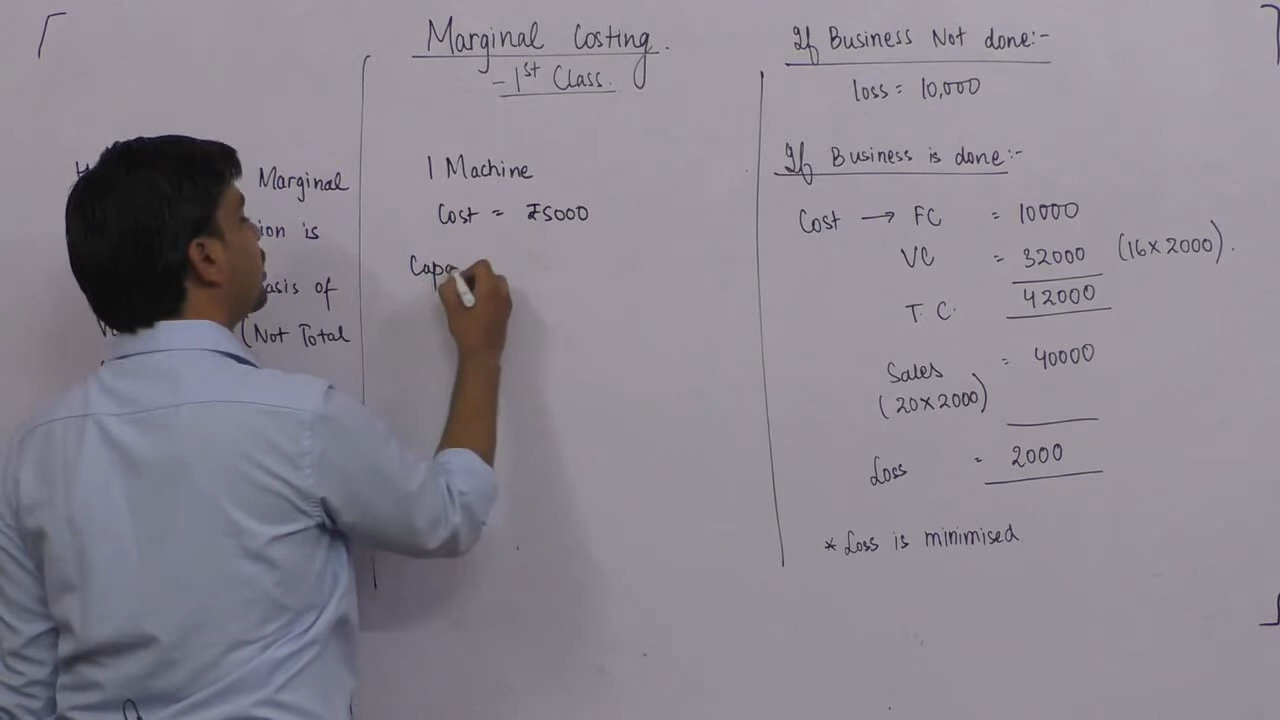 Marginal Costing.
- 1st Class.
Marginal
is
of
(Not Total
1 Machine
Cost = ₹5000
If Business Not done:-
loss = 10,000
If Business is done:-
Cost → FC = 10000
VC = 32000 (16×2000).
T.C. 42000
Sales = 40000
(20×2000)
Loss = 2000
* Loss is minimised